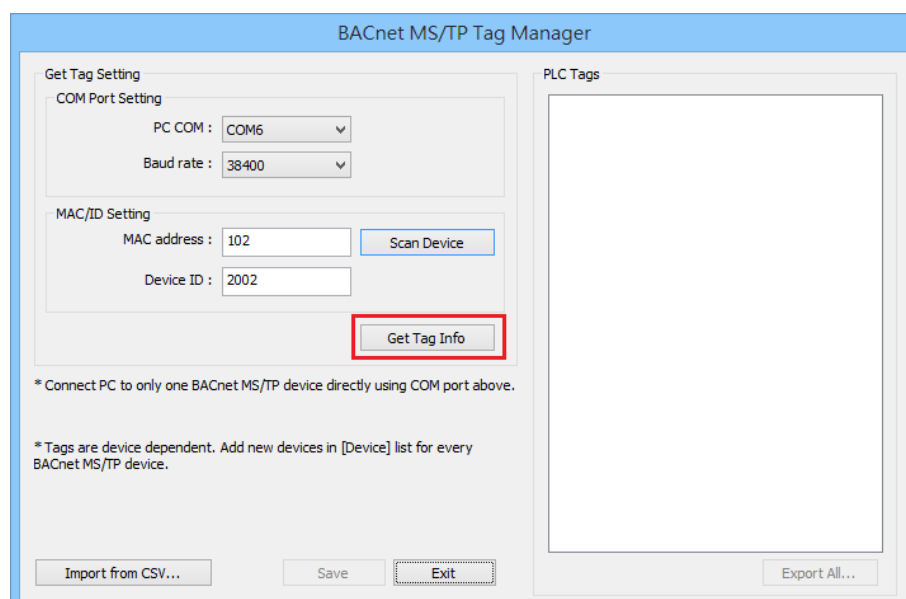 BACnet MS/TP Tag Manager
Get Tag Setting
COM Port Setting
PC COM : COM6
Baud rate : 38400
MAC/ID Setting
MAC address : 102 Scan Device
Device ID : 2002
Get Tag Info
* Connect PC to only one BACnet MS/TP device directly using COM port above.
* Tags are device dependent. Add new devices in [Device] list for every
BACnet MS/TP device.
Import from CSV... Save Exit
PLC Tags
Export All...